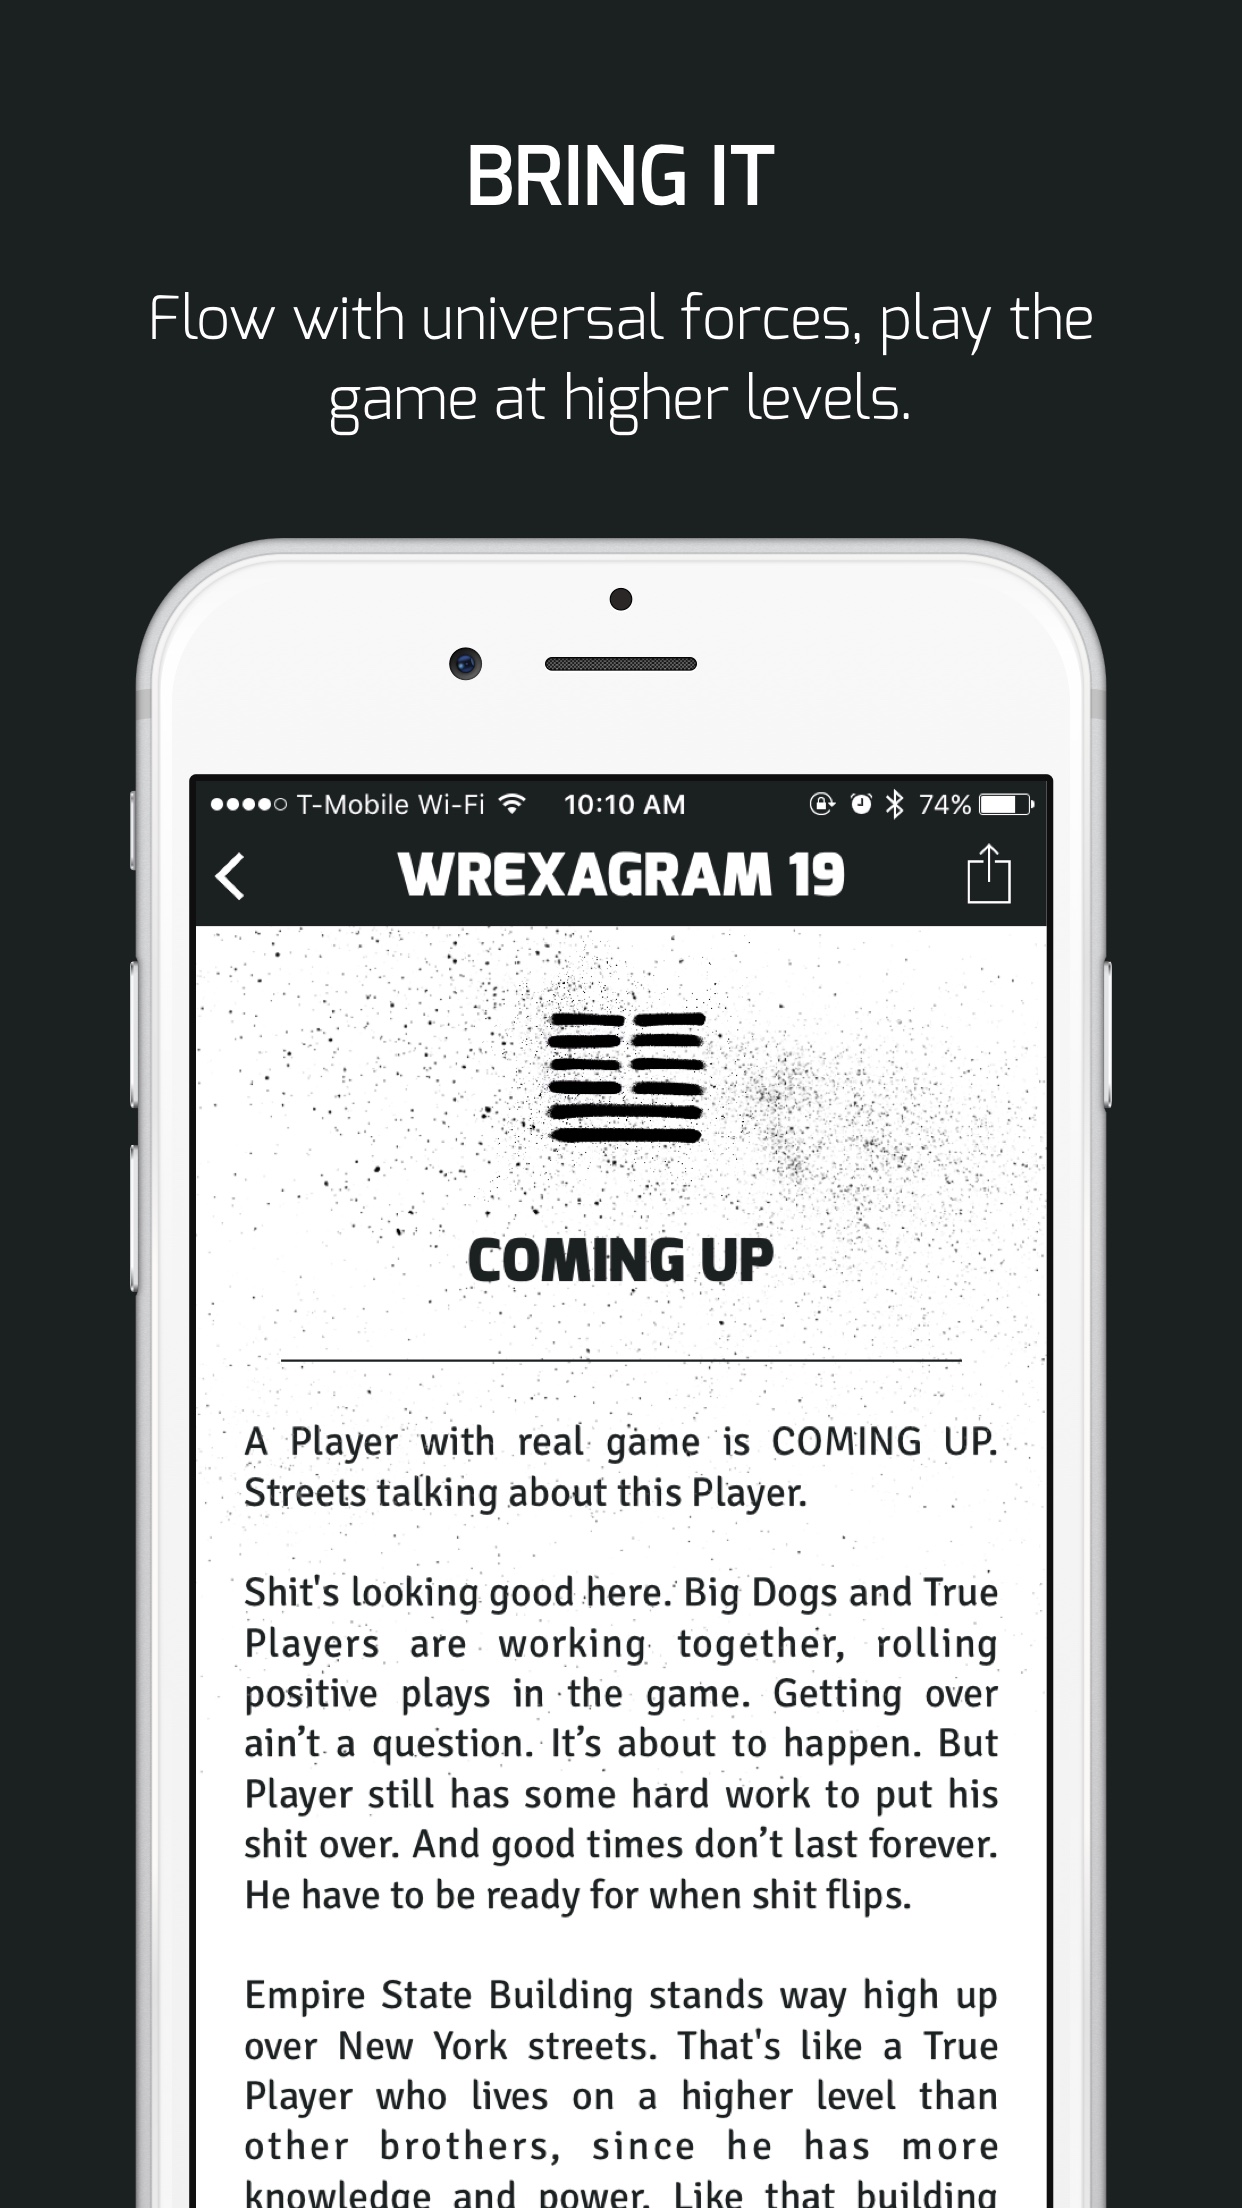 BRING IT
Flow with universal forces, play the
game at higher levels.
T-Mobile Wi-Fi 10:10 AM 74%
WREXAGRAM 19
COMING UP
A Player with real game is COMING UP.
Streets talking about this Player.
Shit's looking good here. Big Dogs and True
Players are working together, rolling
positive plays in the game. Getting over
ain’t a question. It’s about to happen. But
Player still has some hard work to put his
shit over. And good times don’t last forever.
He have to be ready for when shit flips.
Empire State Building stands way high up
over New York streets. That's like a True
Player who lives on a higher level than
other brothers, since he has more
knowledge and power. Like that building